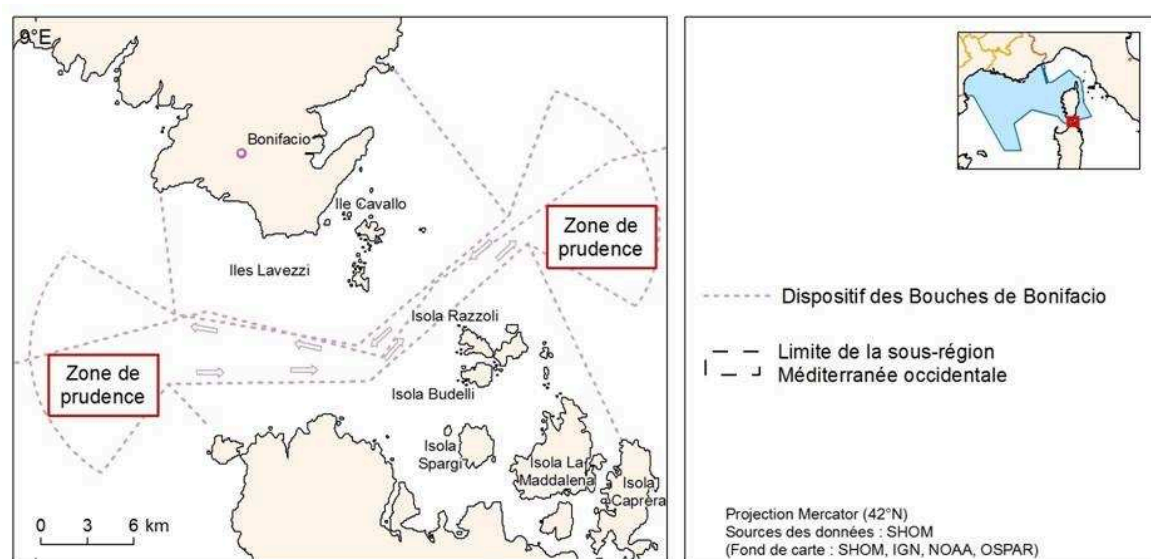 9°E
Bonifacio
Ile Cavallo
Zone de
prudence
Iles Lavezzi
Isola Razzoli
Zone de
prudence
Isola Budelli
Isola
Spargi
Isola La
Maddalena
Isola
Caprera
0 3 6 km
Dispositif des Bouches de Bonifacio
Limite de la sous-région
Méditerranée occidentale
Projection Mercator (42°N)
Sources des données : SHOM
(Fond de carte : SHOM, IGN, NOAA, OSPAR)